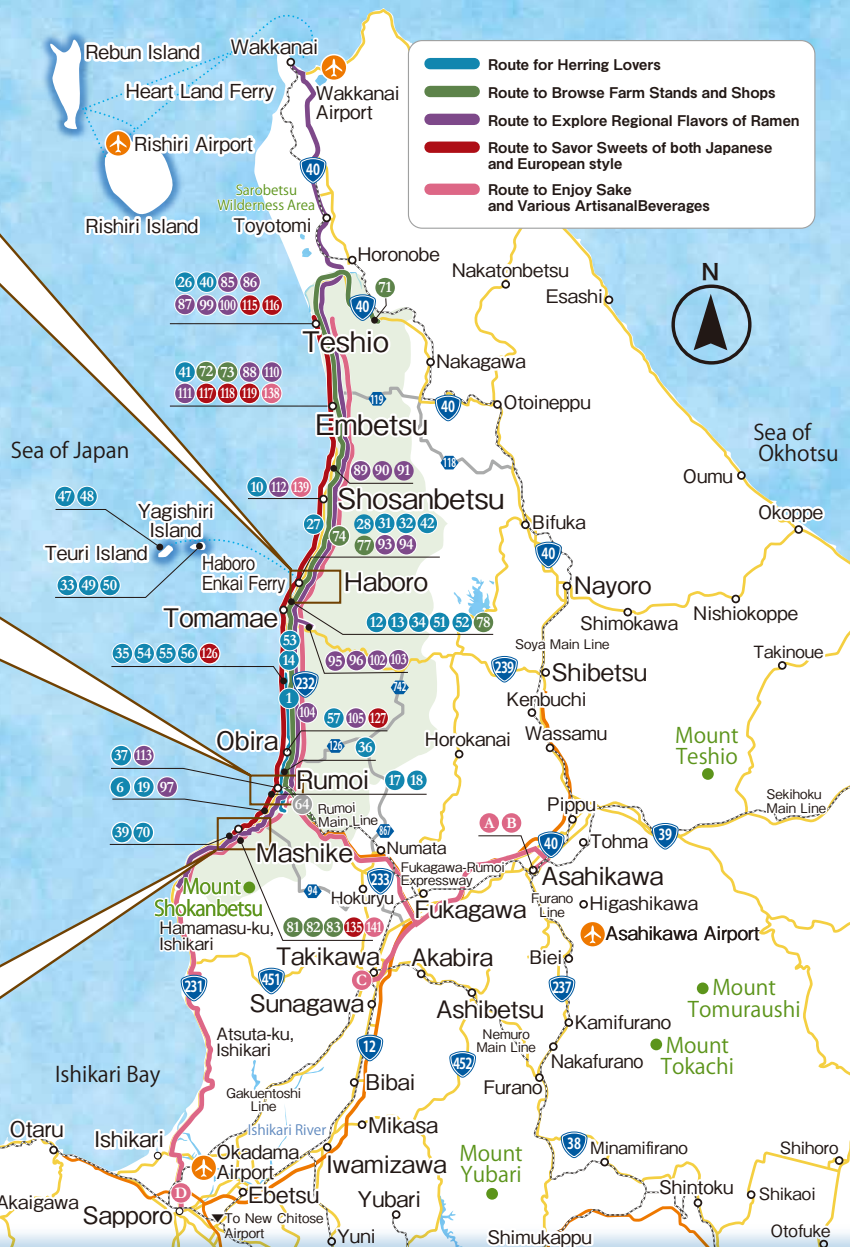 Rebun Island
Wakkanai
Heart Land Ferry
Wakkanai
Airport
Rishiri Airport
Rishiri Island
Route for Herring Lovers
Route to Browse Farm Stands and Shops
Route to Explore Regional Flavors of Ramen
Route to Savor Sweets of both Japanese
and European style
Route to Enjoy Sake
and Various ArtisanalBeverages
40
Sarobetsu
Wilderness Area
Toyotomi
Horonobe
Nakatonbetsu
Esashi
N
26 40 85 86
87 99 100 115 116
71
40
Teshio
Nakagawa
41 72 73 88 110
111 117 118 119 138
119
40
Otoineppu
Embetsu
Sea of Japan
118
Sea of
Okhotsu
89 90 91
Oumu
10 112 139
Shosanbetsu
47 48
Yagishiri
Island
Okoppe
27
28 31 32 42
74
77 93 94
Bifuka
Teuri Island
Haboro
Enkai Ferry
40
33 49 50
Haboro
Nayoro
Tomamae
12 13 34 51 52 78
Shimokawa
Nishiokoppe
53
35 54 55 56 126
14
95 96 102 103
Soya Main Line
239
Shibetsu
Takinoue
232
1
742
Kenbuchi
104
57 105 127
Obira
126
36
Horokanai
Wassamu
Mount
Teshio
37 113
Rumoi
17 18
6 19 97
64
Rumoi
Main Line
A B
Pippu
Sekihoku
Main Line
39 70
867
Numata
40
Tohma
39
Mashike
233
Fukagawa-Rumoi
Expressway
Asahikawa
Mount
Shokanbetsu
94
Hokuryu
Furano
Line
Higashikawa
Hamamasu-ku,
Ishikari
81 82 83 135 141
Fukagawa
Asahikawa Airport
Takikawa
Akabira
Biei
231
451
C
Sunagawa
Ashibetsu
237
Mount
Tomuraushi
Atsuta-ku,
Ishikari
12
Nemuro
Main Line
Kamifurano
Mount
Tokachi
452
Nakafurano
Ishikari Bay
Bibai
Furano
Gakuentoshi
Line
Otaru
Ishikari
Ishikari River
Mikasa
38
Okadama
Airport
Iwamizawa
Mount
Yubari
Minamifirano
Shihoro
D
Ebetsu
Shintoku
Shikaoi
Akaigawa
Sapporo
To New Chitose
Airport
Yubari
Yuni
Shimukappu
Otofuke